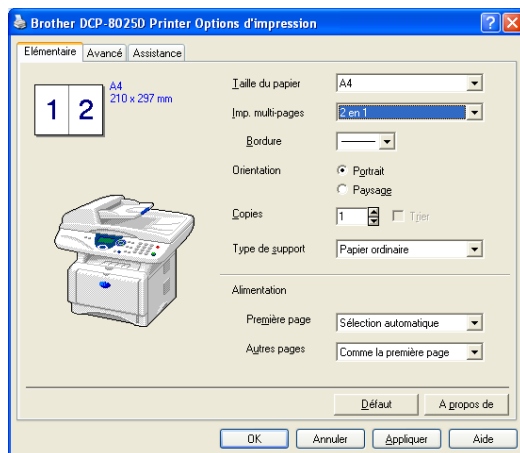 Brother DCP-8025D Printer Options d'impression
Elémentaire Avancé Assistance
1 2
A4
210 x 297 mm
Taille du papier A4
Imp. multi-pages 2 en 1
Bordure
Orientation Portrait
Paysage
Copies 1 Trier
Type de support Papier ordinaire
Alimentation
Première page Sélection automatique
Autres pages Comme la première page
Défaut A propos de
OK Annuler Appliquer Aide